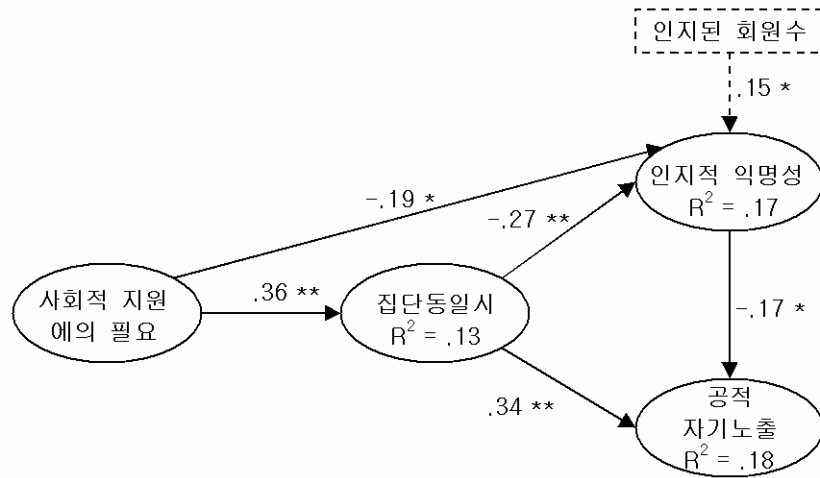 인지된 회원수
.15 *
인지적 익명성
R² = .17
-.19 *
-.27 **
사회적 지원
에의 필요
.36 **
집단동일시
R² = .13
-.17 *
.34 **
공적
자기노출
R² = .18